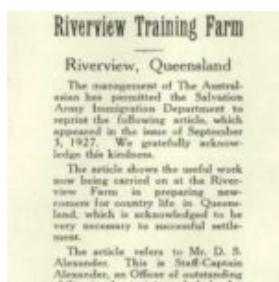 Riverview Training Farm
Riverview, Queensland
The management of The Austral-
asian has permitted the Salvation
Army Immigration Department to
reprint the following article, which
appeared in the issue of September
3, 1927. We gratefully acknow-
ledge this kindness.
The article shows the useful work
now being carried on at the River-
view Farm in preparing new-
comers for country life in Queens-
land, which is acknowledged to be
very necessary to successful settle-
ment.
The article refers to Mr. D. S.
Alexander. This is Staff-Captain
Alexander, an Officer of outstanding